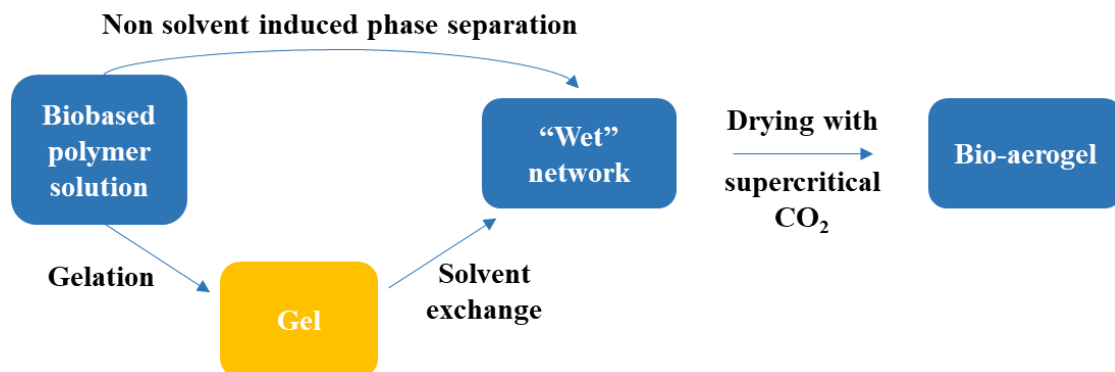 Non solvent induced phase separation
Biobased
polymer
solution
“Wet”
network
Drying with
supercritical
CO₂
Bio-aerogel
Gelation
Gel
Solvent
exchange